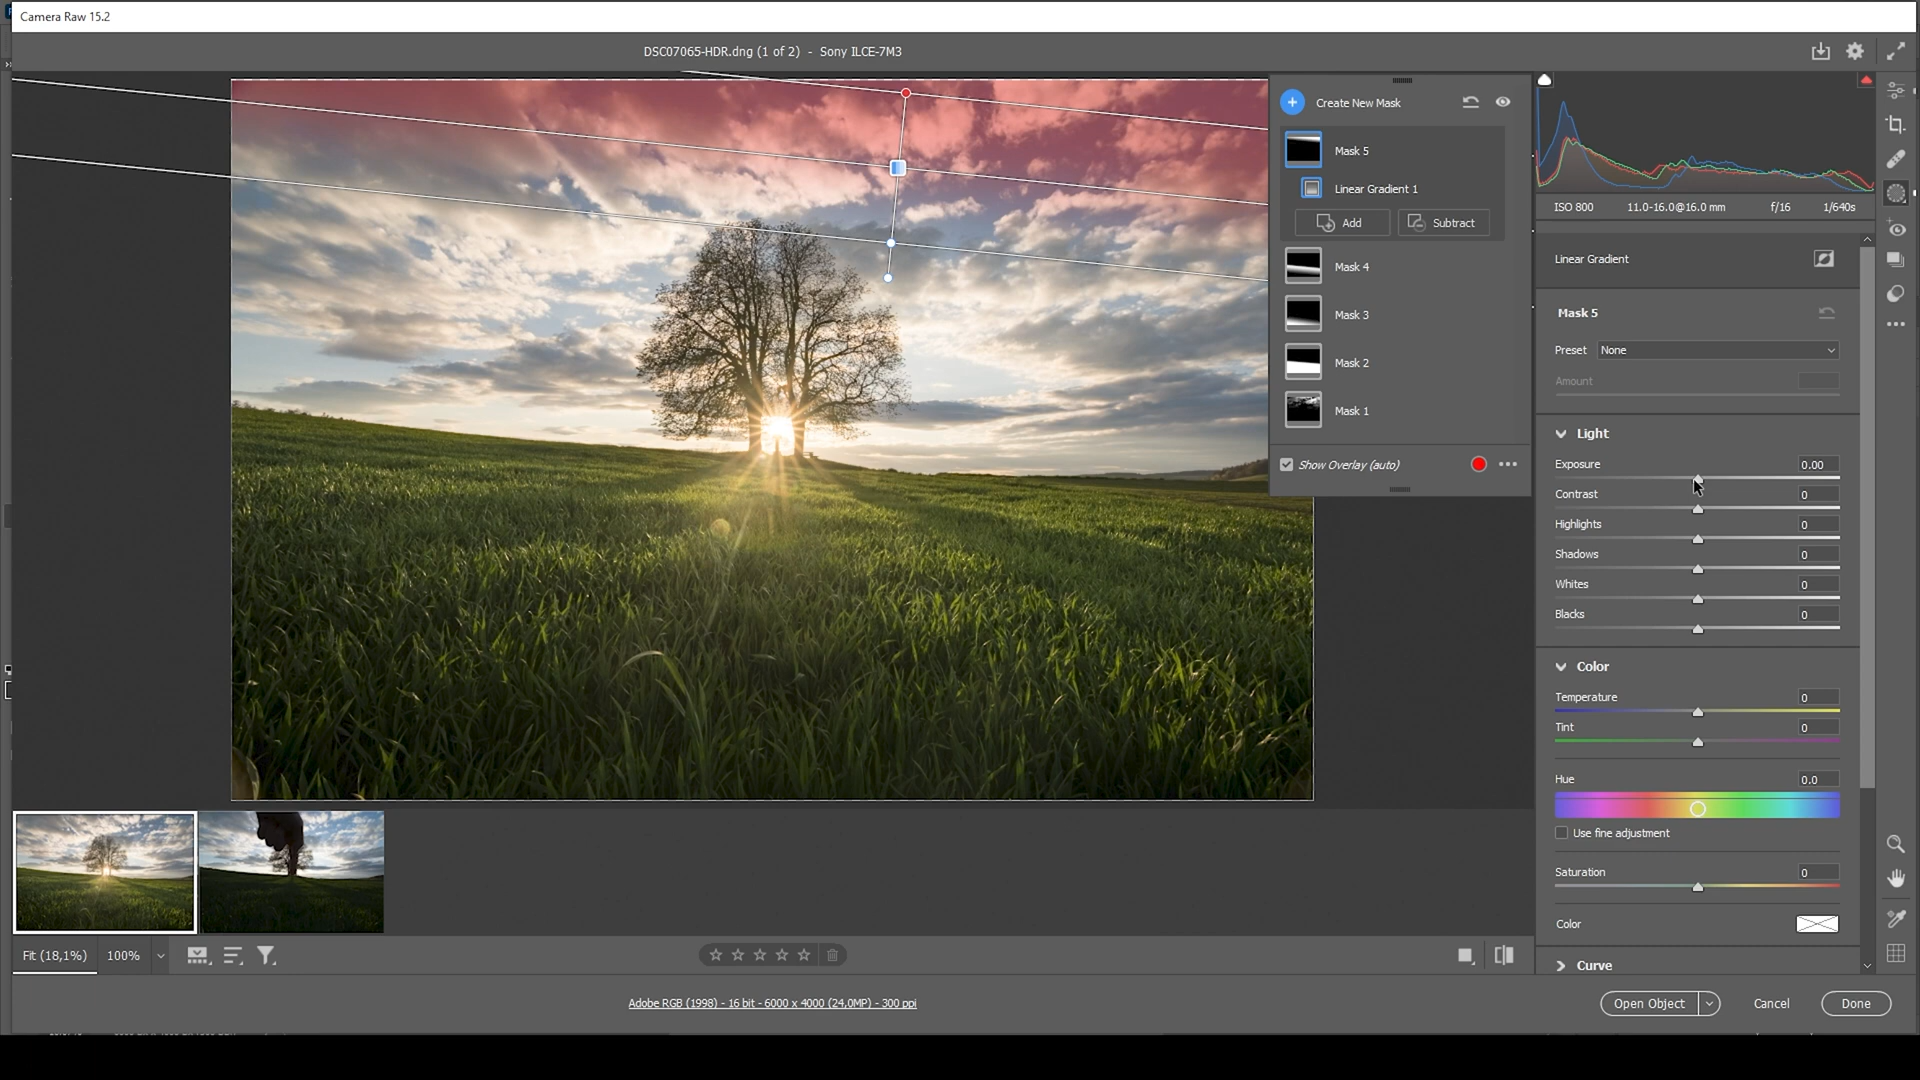 Camera Raw 15.2
DSC07065-HDR.dng (1 of 2) - Sony ILCE-7M3
Create New Mask
Mask 5
Linear Gradient 1
Add
Subtract
Mask 4
Mask 3
Mask 2
Mask 1
Show Overlay (auto)
ISO 800 11.0-16.0@16.0 mm f/16 1/640s
Linear Gradient
Mask 5
Preset None
Amount
Light
Exposure 0.00
Contrast 0
Highlights 0
Shadows 0
Whites 0
Blacks 0
Color
Temperature 0
Tint 0
Hue 0.0
Use fine adjustment
Saturation 0
Color
Curve
Fit (18,1%) 100%
Adobe RGB (1998) - 16 bit - 6000 x 4000 (24,0MP) - 300 ppi
Open Object
Cancel
Done